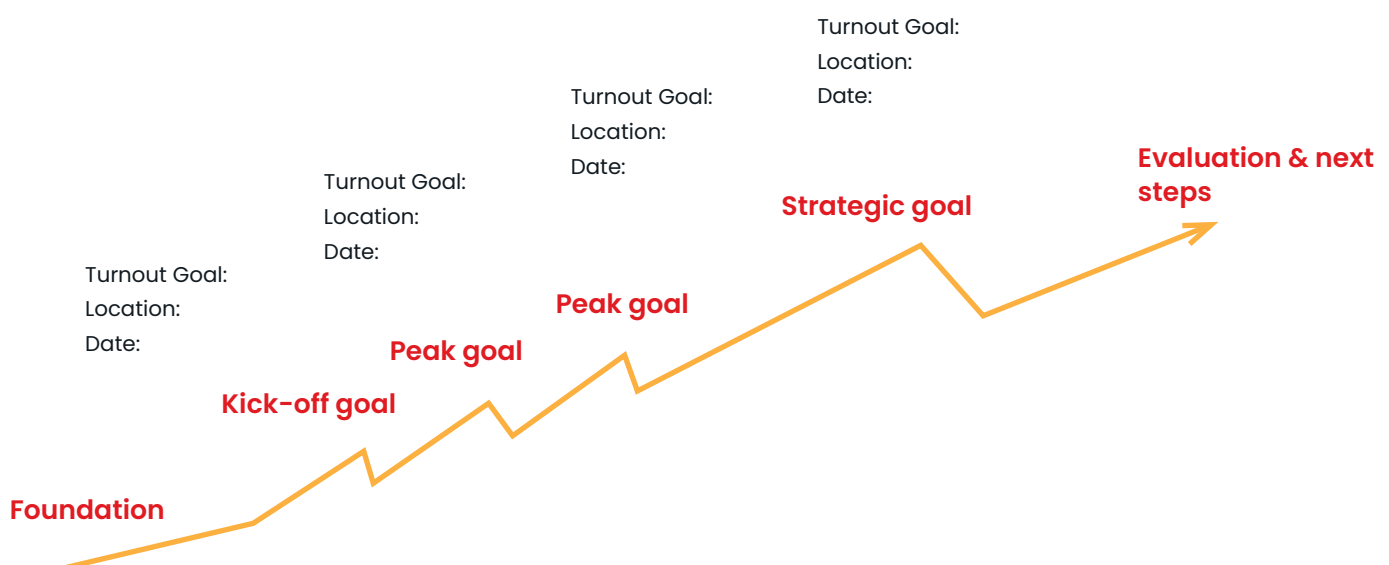 Turnout Goal:
Location:
Date:
Turnout Goal:
Location:
Date:
Turnout Goal:
Location:
Date:
Turnout Goal:
Location:
Date:
Foundation
Kick-off goal
Peak goal
Peak goal
Strategic goal
Evaluation & next
steps